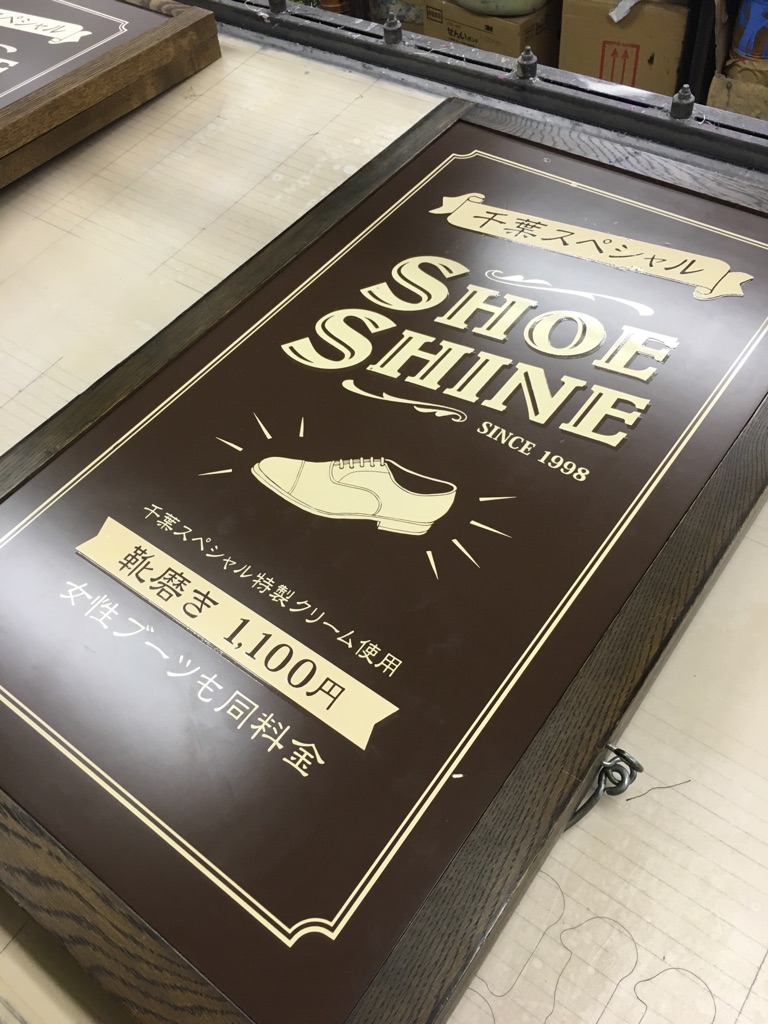 千葉スペシャル
SHOE
SHINE
SINCE 1998
千葉スペシャル特製クリーム使用
靴磨き 1,100円
女性ブーツも同料金